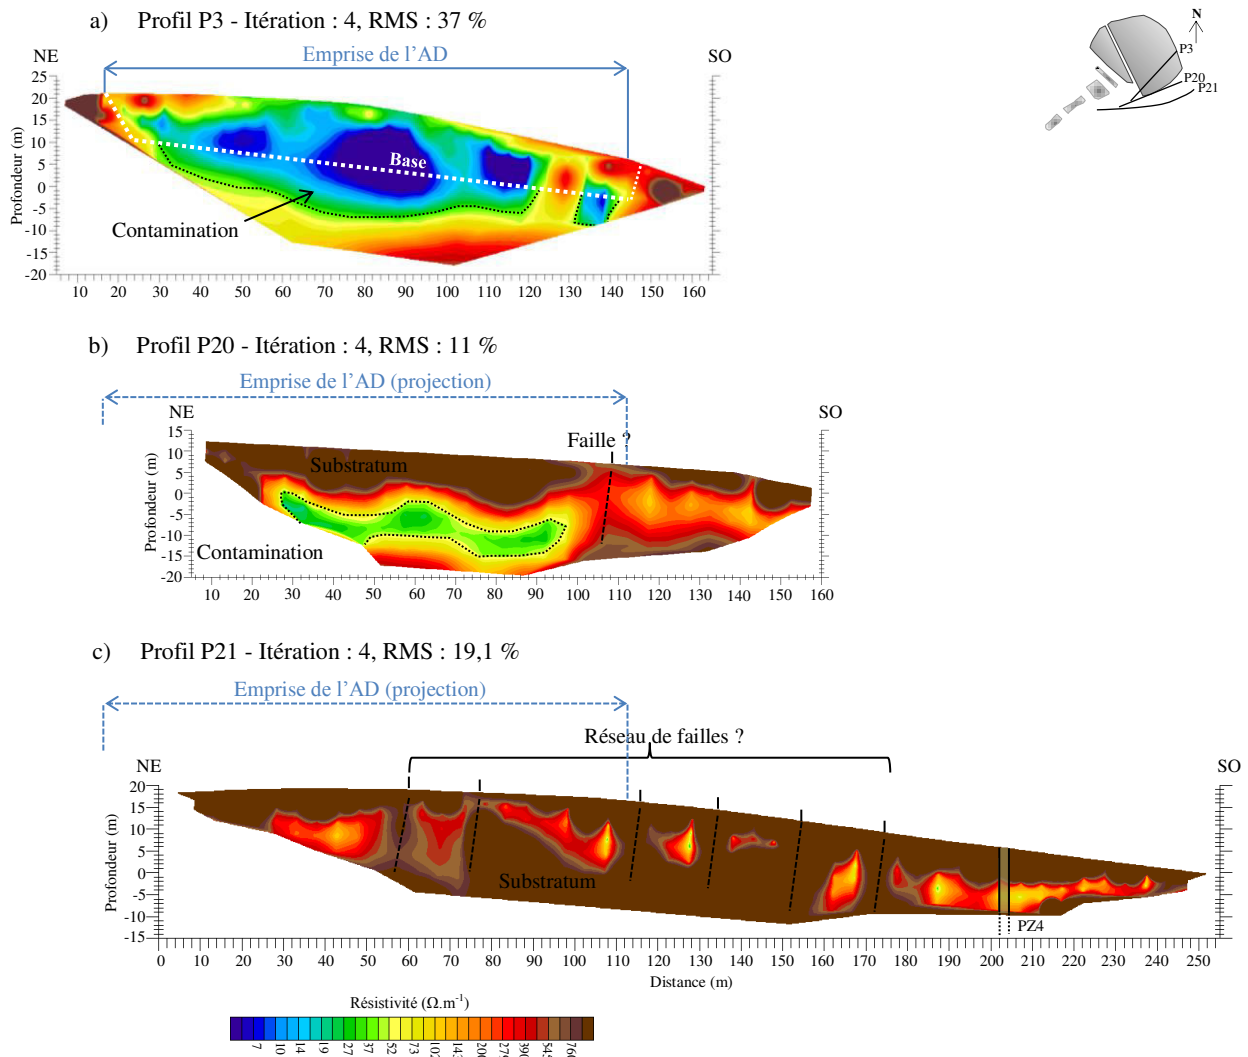 a) Profil P3 - Itération : 4, RMS : 37 %
NE
Emprise de l'AD
SO
N
P3
P20
P21
Profondeur (m)
25
20
15
10
5
0
-5
-10
-15
-20
Base
Contamination
10 20 30 40 50 60 70 80 90 100 110 120 130 140 150 160
b) Profil P20 - Itération : 4, RMS : 11 %
Emprise de l'AD (projection)
NE
SO
Faille ?
Substratum
Contamination
Profondeur (m)
15
10
5
0
-5
-10
-15
-20
10 20 30 40 50 60 70 80 90 100 110 120 130 140 150 160
c) Profil P21 - Itération : 4, RMS : 19,1 %
Emprise de l'AD (projection)
Réseau de failles ?
NE
SO
Profondeur (m)
20
15
10
5
0
-5
-10
-15
Substratum
PZ4
0 10 20 30 40 50 60 70 80 90 100 110 120 130 140 150 160 170 180 190 200 210 220 230 240 250
Distance (m)
Résistivité (Ω.m⁻¹)
7 10 14 19 27 37 52 73 102 143 200 279 390 545 760